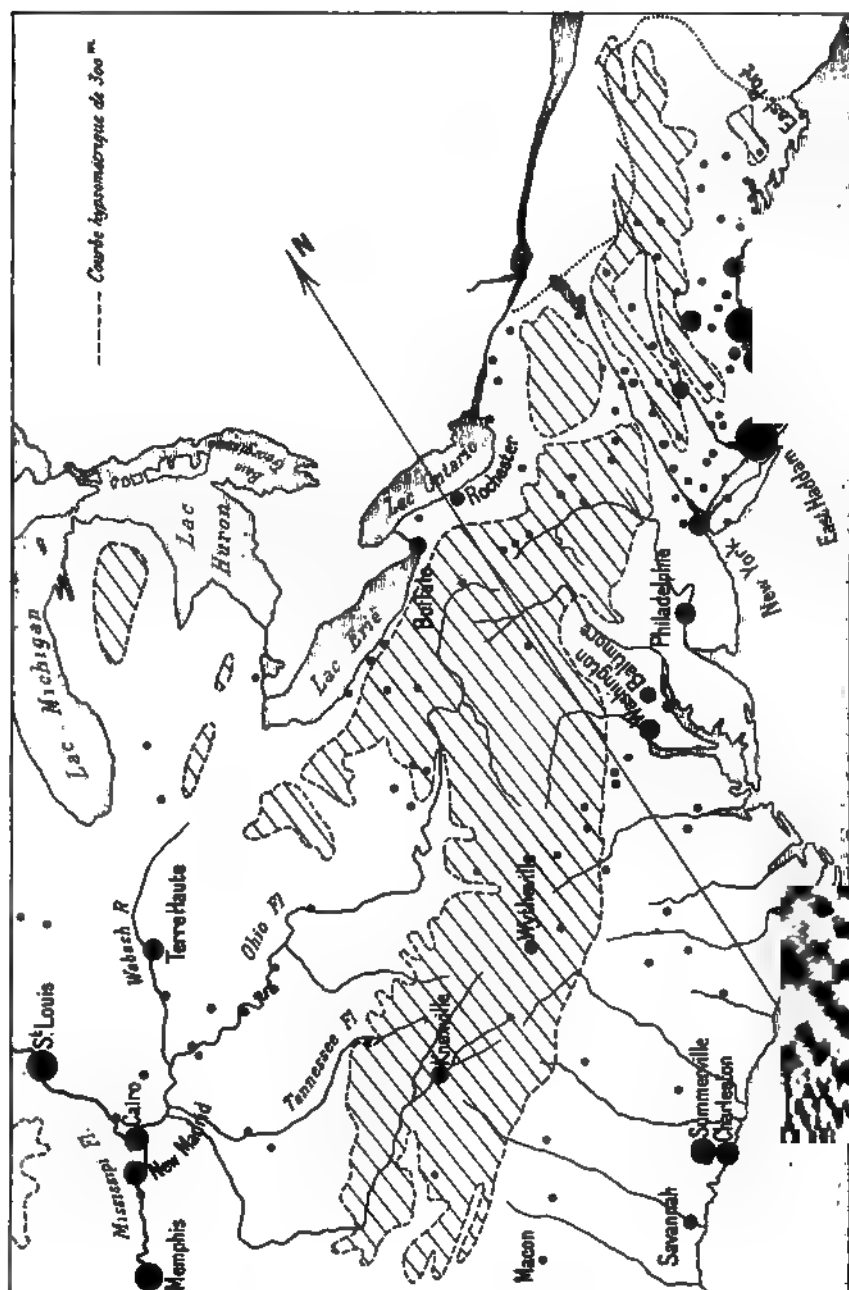 ----- Courbe hypsométrique de 300 m
N
Lac Michigan
Lac Huron
Baie Georgienne
Lac Ontario
Rochester
Lac Erié
Buffalo
East Port
East Haddam
New York
Philadelphie
Baltimore
Washington
Wabash R
Terre Haute
Ohio Fl
St. Louis
Cairo
New Madrid
Mississipi Fl.
Memphis
Tennessee Fl
Knoxville
Wytheville
Summerville
Charleston
Savannah
Macon